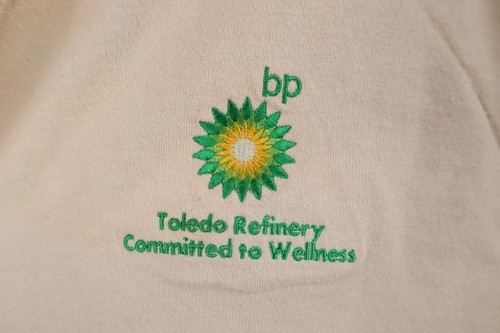 bp
Toledo Refinery
Committed to Wellness